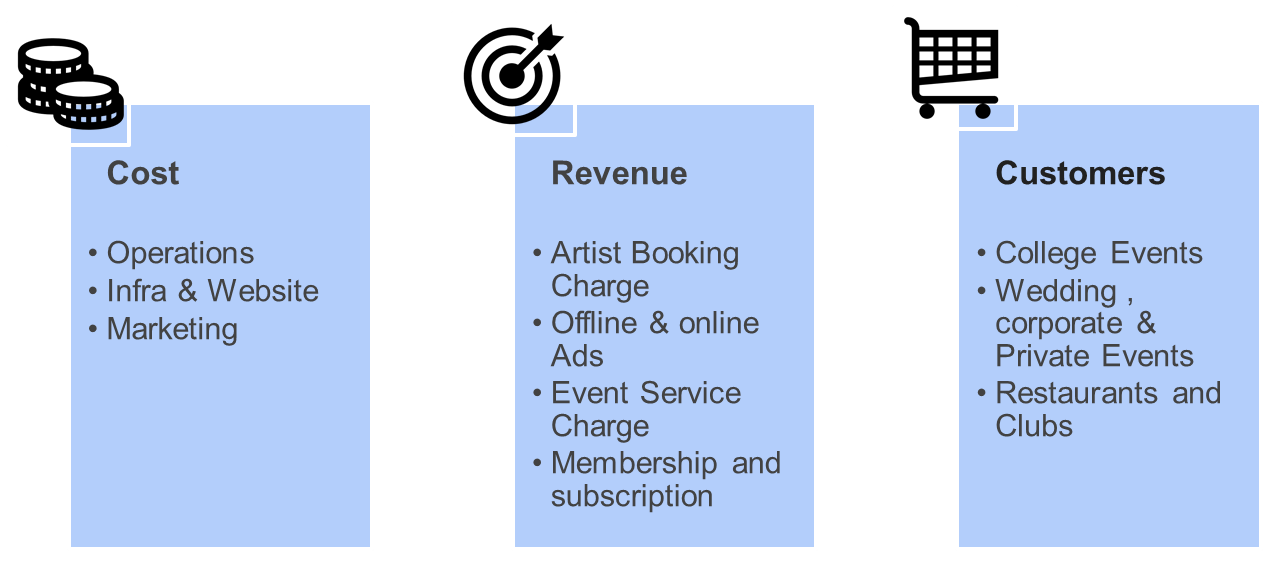 Cost
• Operations
• Infra & Website
• Marketing
Revenue
• Artist Booking
Charge
• Offline & online
Ads
• Event Service
Charge
• Membership and
subscription
Customers
• College Events
• Wedding ,
corporate &
Private Events
• Restaurants and
Clubs